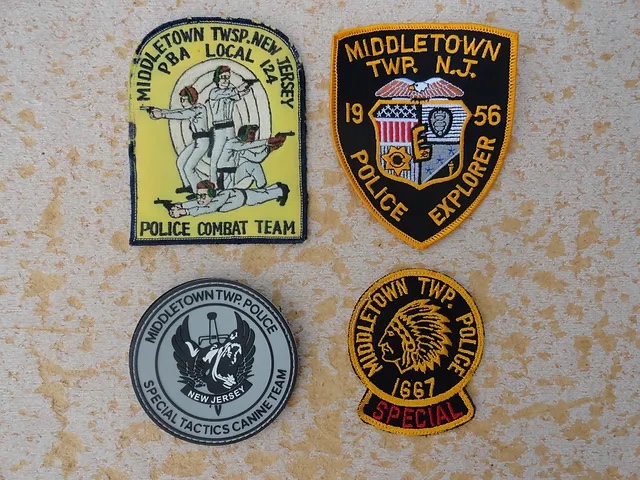 MIDDLETOWN TWSP. NEW JERSEY
PBA LOCAL 124
POLICE COMBAT TEAM
MIDDLETOWN
TWP. N.J.
19 56
POLICE EXPLORER
MIDDLETOWN TWP. POLICE
NEW JERSEY
SPECIAL TACTICS CANINE TEAM
MIDDLETOWN TWP. POLICE
1667
SPECIAL